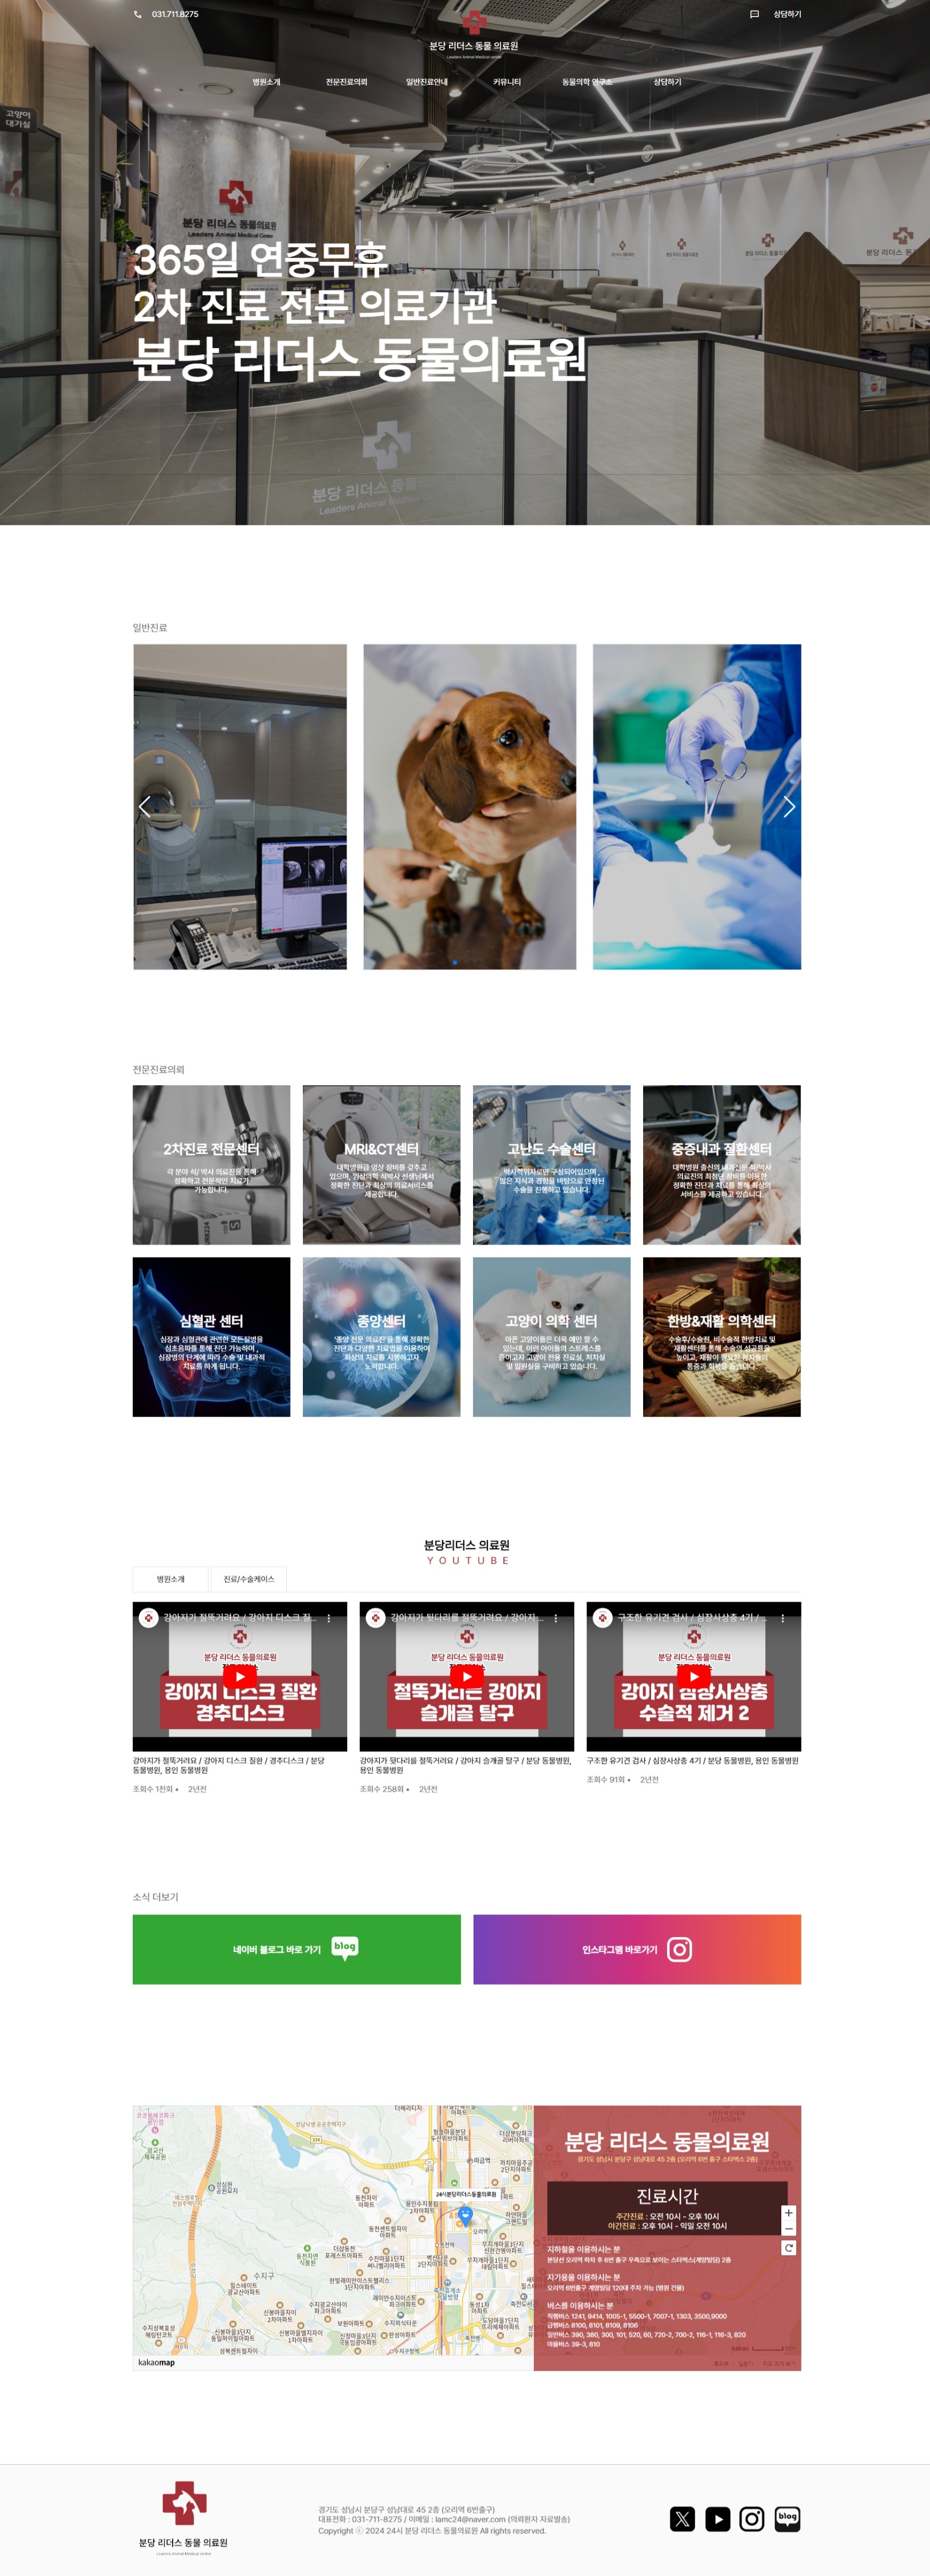 031.711.8275
상담하기
분당 리더스 동물 의료원
Leaders Animal Medical center
병원소개
전문진료의뢰
일반진료안내
커뮤니티
동물의학 연구소
상담하기
고양이
대기실
분당 리더스 동물의료원
Leaders Animal Medical Center
365일 연중무휴
2차 진료 전문 의료기관
분당 리더스 동물의료원
분당 리더스 동물의료원
Leaders Animal Medical
일반진료
전문진료의뢰
2차진료 전문센터
각 분야 석/ 박사 의료진을 통해
정확하고 전문적인 치료가
가능합니다.
MRI&CT센터
대학병원급 영상 장비를 갖추고
있으며, 영상의학 석박사 선생님께서
정확한 진단과 최상의 의료서비스를
제공합니다.
고난도 수술센터
박사학위자로만 구성되어있으며,
많은 지식과 경험을 바탕으로 안정된
수술을 진행하고 있습니다.
중증내과 질환센터
대학병원 출신의 내과전문 석/박사
의료진의 최첨단 장비를 이용한
정확한 진단과 치료를 통해 최상의
서비스를 제공하고 있습니다.
심혈관 센터
심장과 심혈관에 관련한 모든질병을
심초음파를 통해 진단 가능하며,
심장병의 단계에 따라 수술 및 내과적
치료를 하게 됩니다.
종양센터
'종양 전문 의료진'을 통해 정확한
진단과 다양한 치료법을 이용하여
최상의 치료를 시행하고자
노력합니다.
고양이 의학 센터
아픈 고양이들은 더욱 예민 할 수
있는데, 이런 아이들의 스트레스를
줄이고자 고양이 전용 진료실, 처치실
및 입원실을 구비하고 있습니다.
한방&재활 의학센터
수술후/수술전, 비수술적 한방치료 및
재활센터를 통해 수술의 성공률을
높이고, 재활이 필요한 환자들의
통증과 회복을 돕습니다.
분당리더스 의료원
YOUTUBE
병원소개
진료/수술케이스
강아지가 절뚝거려요 / 강아지 디스크 질...
분당 리더스 동물의료원
강아지 디스크 질환
경추디스크
강아지가 뒷다리를 절뚝거려요 / 강아지...
분당 리더스 동물의료원
절뚝거리는 강아지
슬개골 탈구
구조한 유기견 검사 / 심장사상충 4기 / ...
분당 리더스 동물의료원
강아지 심장사상충
수술적 제거 2
강아지가 절뚝거려요 / 강아지 디스크 질환 / 경추디스크 / 분당
동물병원, 용인 동물병원
조회수 1천회 • 2년전
강아지가 뒷다리를 절뚝거려요 / 강아지 슬개골 탈구 / 분당 동물병원,
용인 동물병원
조회수 258회 • 2년전
구조한 유기견 검사 / 심장사상충 4기 / 분당 동물병원, 용인 동물병원
조회수 91회 • 2년전
소식 더보기
네이버 블로그 바로 가기
blog
인스타그램 바로가기
24시분당리더스동물의료원
수지구
kakaomap
분당 리더스 동물의료원
경기도 성남시 분당구 성남대로 45 2층 (오리역 6번 출구 스타벅스 2층)
진료시간
주간진료 : 오전 10시 - 오후 10시
야간진료 : 오후 10시 - 익일 오전 10시
지하철을 이용하시는 분
분당선 오리역 하차 후 6번 출구 우측으로 보이는 스타벅스(계양빌딩) 2층
자가용을 이용하시는 분
오리역 6번출구 계양빌딩 120대 주차 가능 (병원 건물)
버스를 이용하시는 분
직행버스 1241, 9414, 1005-1, 5500-1, 7007-1, 1303, 3500,9000
급행버스 8100, 8101, 8109, 8106
일반버스 390, 380, 300, 101, 520, 60, 720-2, 700-2, 116-1, 116-3, 820
마을버스 39-3, 810
분당 리더스 동물 의료원
Leaders Animal Medical center
경기도 성남시 분당구 성남대로 45 2층 (오리역 6번출구)
대표전화 : 031-711-8275 / 이메일 : lamc24@naver.com (의뢰환자 자료발송)
Copyright ⓒ 2024 24시 분당 리더스 동물의료원 All rights reserved.
blog